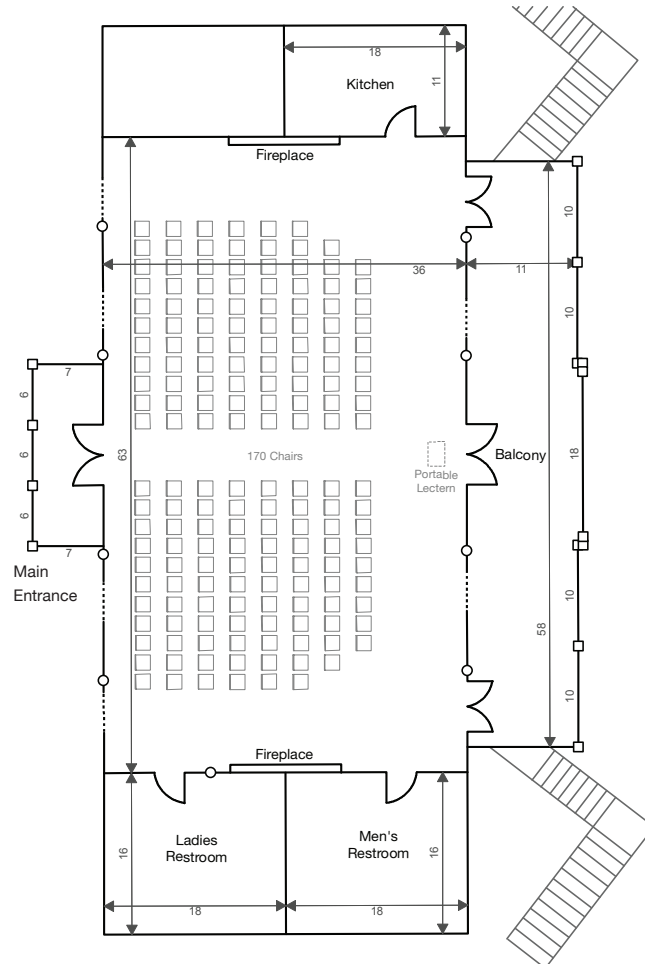 18
11
Kitchen
Fireplace
10
36
11
10
7
6
6
63
170 Chairs
Balcony
18
Portable
Lectern
6
7
Main
Entrance
10
58
10
Fireplace
Ladies
Restroom
Men's
Restroom
16
16
18
18